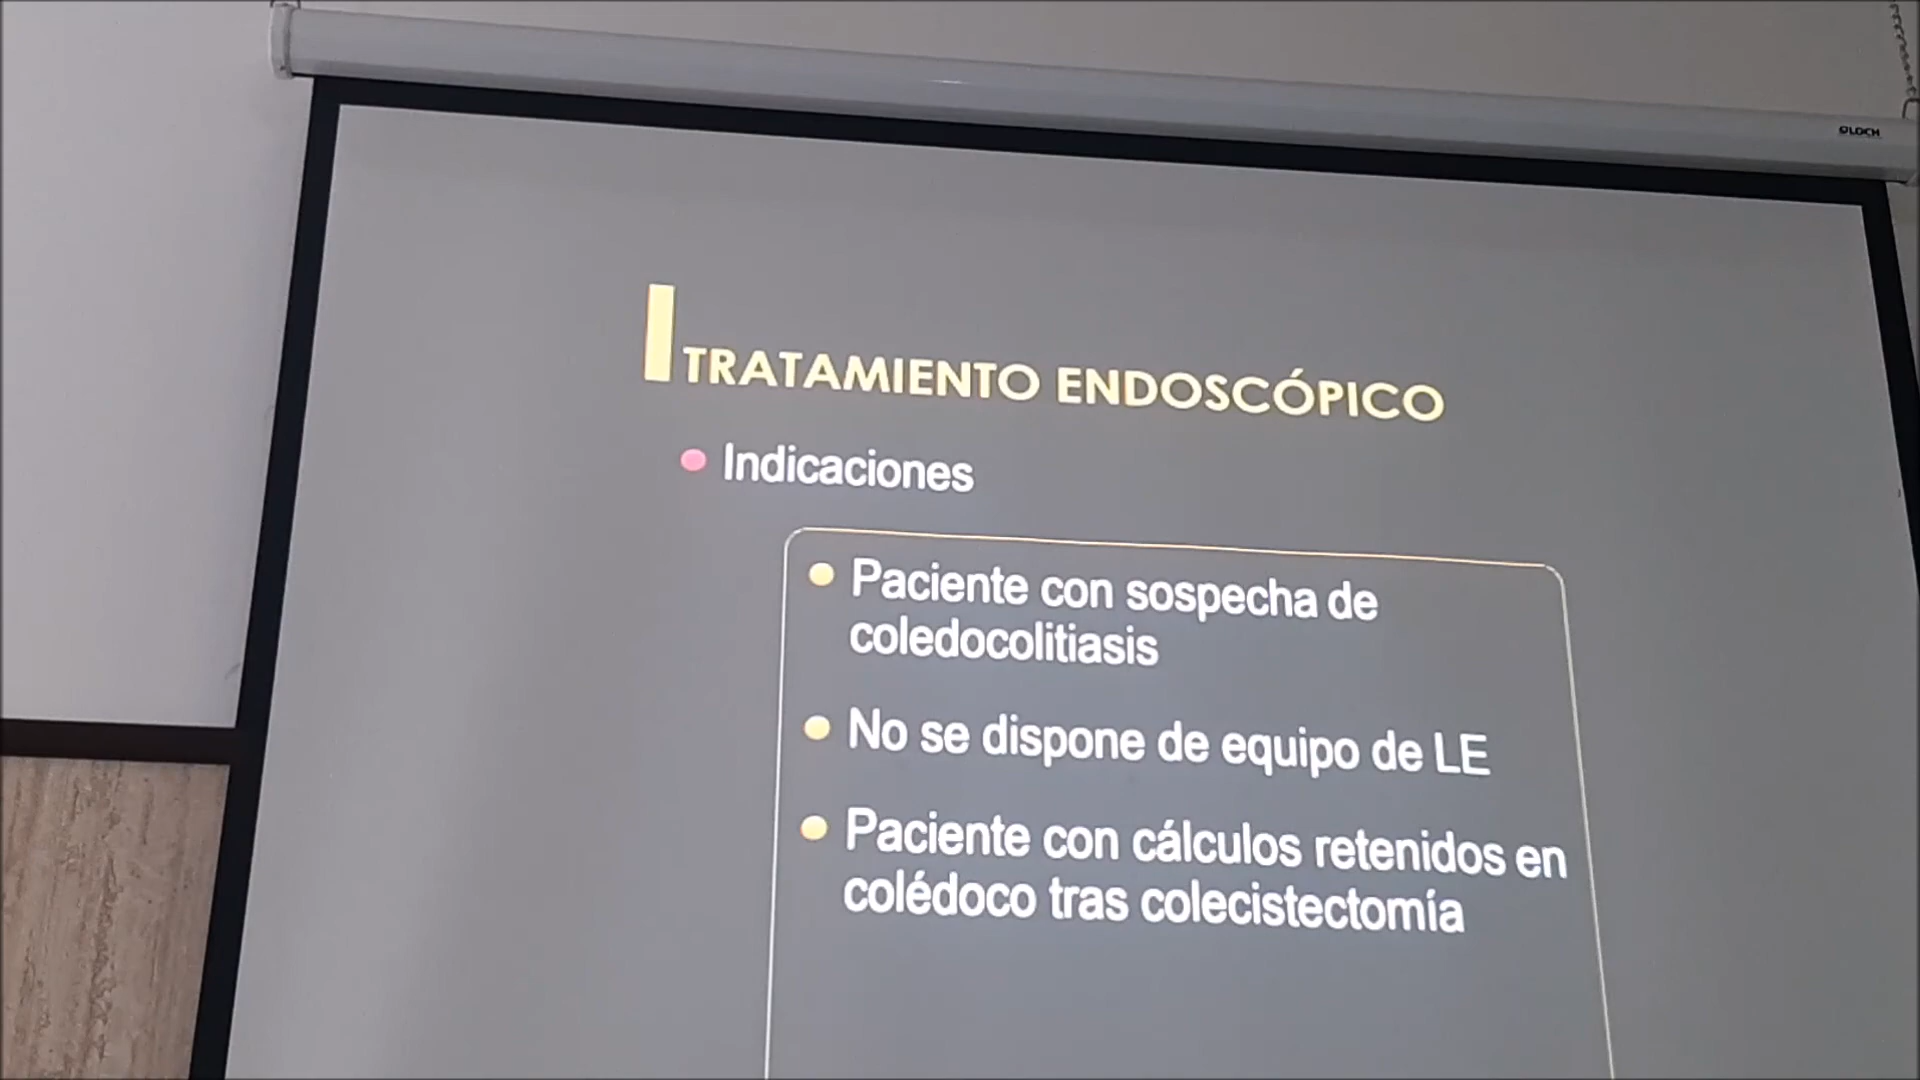 LOCH
TRATAMIENTO ENDOSCÓPICO
Indicaciones
Paciente con sospecha de
coledocolitiasis
No se dispone de equipo de LE
Paciente con cálculos retenidos en
colédoco tras colecistectomía